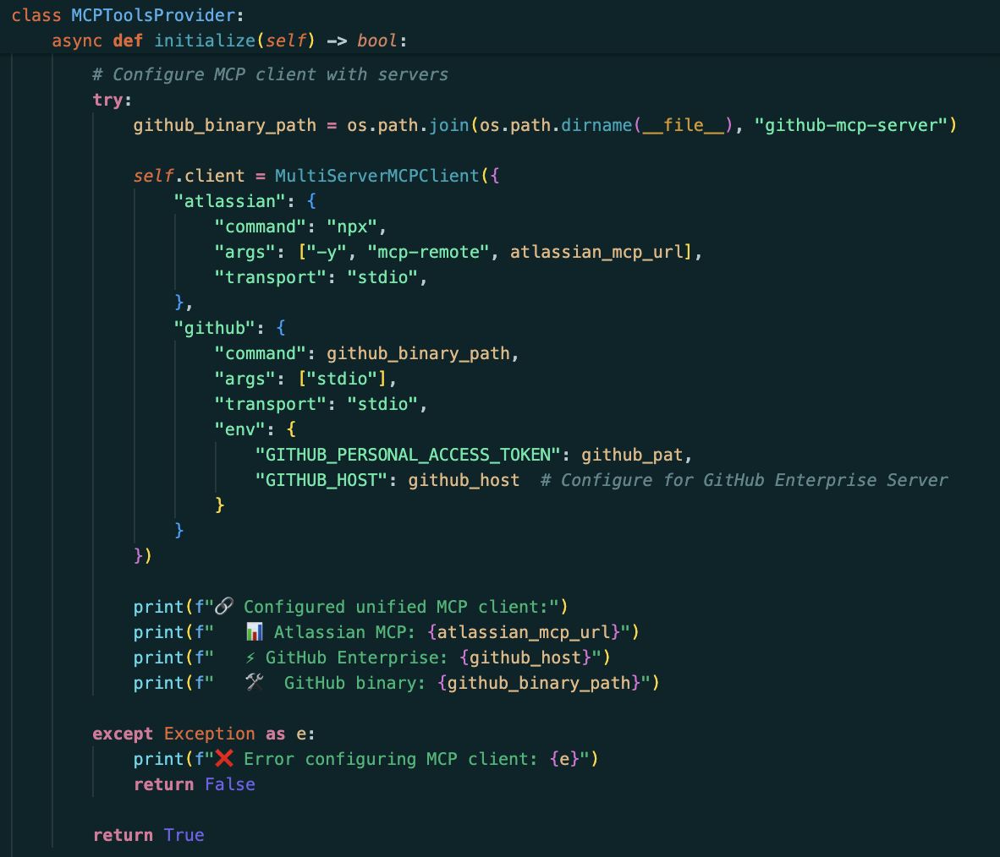 class MCPToolsProvider:
    async def initialize(self) -> bool:
        # Configure MCP client with servers
        try:
            github_binary_path = os.path.join(os.path.dirname(__file__), "github-mcp-server")

            self.client = MultiServerMCPClient({
                "atlassian": {
                    "command": "npx",
                    "args": ["-y", "mcp-remote", atlassian_mcp_url],
                    "transport": "stdio",
                },
                "github": {
                    "command": github_binary_path,
                    "args": ["stdio"],
                    "transport": "stdio",
                    "env": {
                        "GITHUB_PERSONAL_ACCESS_TOKEN": github_pat,
                        "GITHUB_HOST": github_host  # Configure for GitHub Enterprise Server
                    }
                }
            })

            print(f"🔗 Configured unified MCP client:")
            print(f"   📊 Atlassian MCP: {atlassian_mcp_url}")
            print(f"   ⚡ GitHub Enterprise: {github_host}")
            print(f"   🛠️  GitHub binary: {github_binary_path}")

        except Exception as e:
            print(f"❌ Error configuring MCP client: {e}")
            return False

        return True